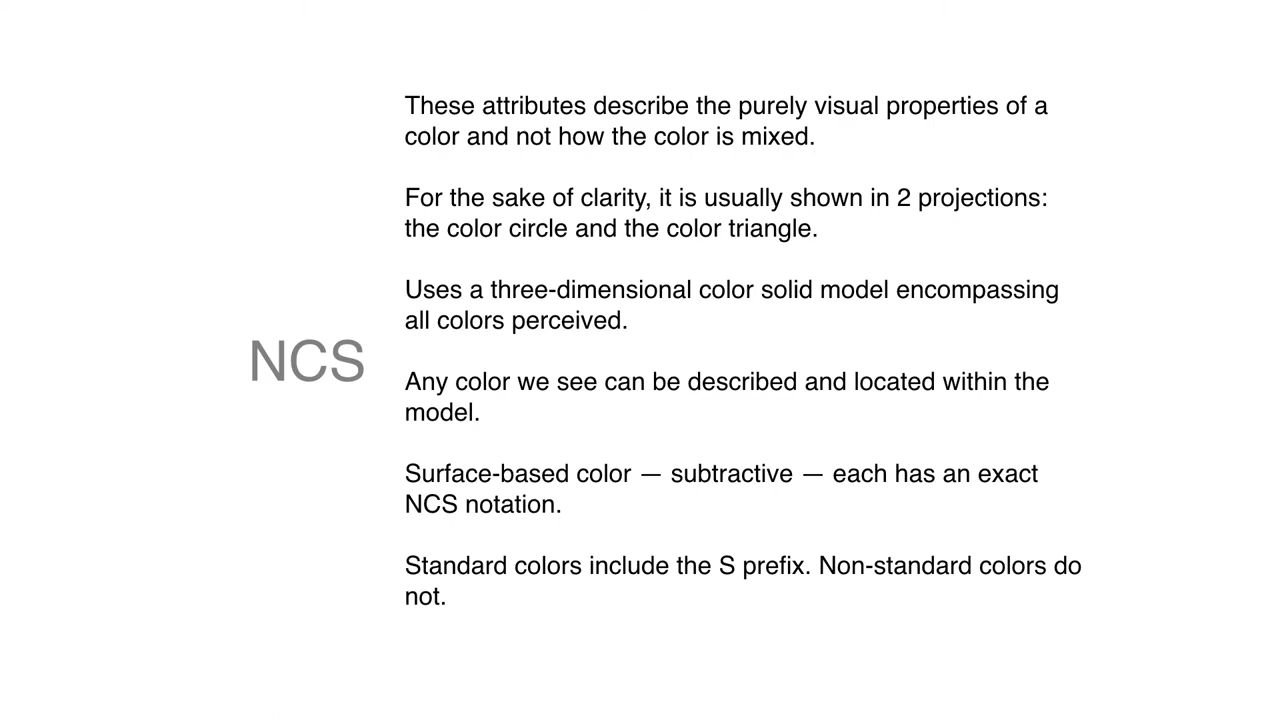 These attributes describe the purely visual properties of a
color and not how the color is mixed.
For the sake of clarity, it is usually shown in 2 projections:
the color circle and the color triangle.
Uses a three-dimensional color solid model encompassing
all colors perceived.
NCS
Any color we see can be described and located within the
model.
Surface-based color — subtractive — each has an exact
NCS notation.
Standard colors include the S prefix. Non-standard colors do
not.